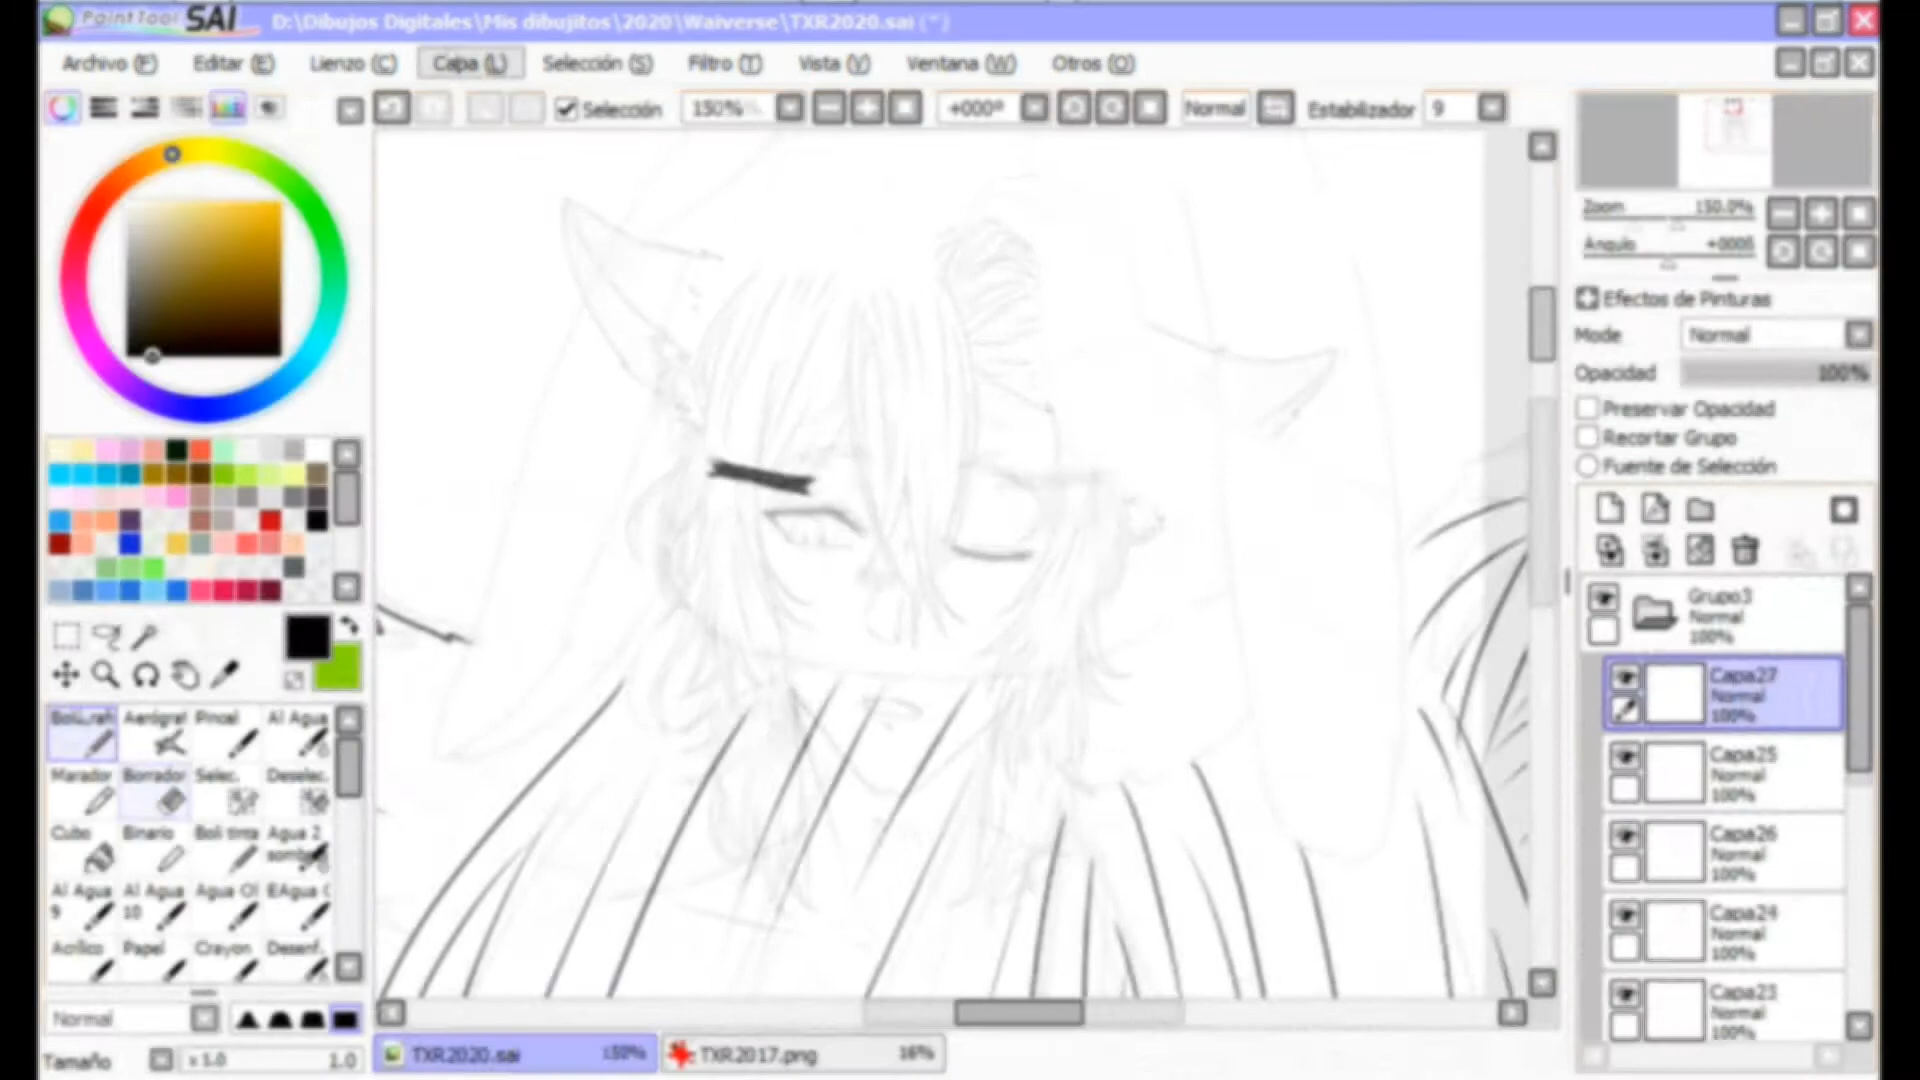 PaintTool SAI D:\Dibujos Digitales\Mis dibujitos\2020\Waiverse\TXR2020.sai (*)
Archivo (F) Editar (E) Lienzo (C) Capa (L) Selección (S) Filtro (T) Vista (V) Ventana (W) Otros (O)
Selección 150% +000º Normal Estabilizador 9
Zoom 150.0%
Angulo +000º
Efectos de Pinturas
Mode Normal
Opacidad 100%
Preservar Opacidad
Recortar Grupo
Fuente de Selección
Grupo3
Normal
100%
Capa27
Normal
100%
Capa25
Normal
100%
Capa26
Normal
100%
Capa24
Normal
100%
Capa23
Normal
100%
Aerógraf Pincel Al Agua
Marador Borrador Selec. Deselec.
Cubo Binario Boli tinta Agua 2
Al Agua Al Agua Agua Ol EAgua
9 10
Acrílico Papel Crayon Desenf.
Normal
Tamaño x 1.0 1.0
TXR2020.sai 150% TXR2017.png 16%